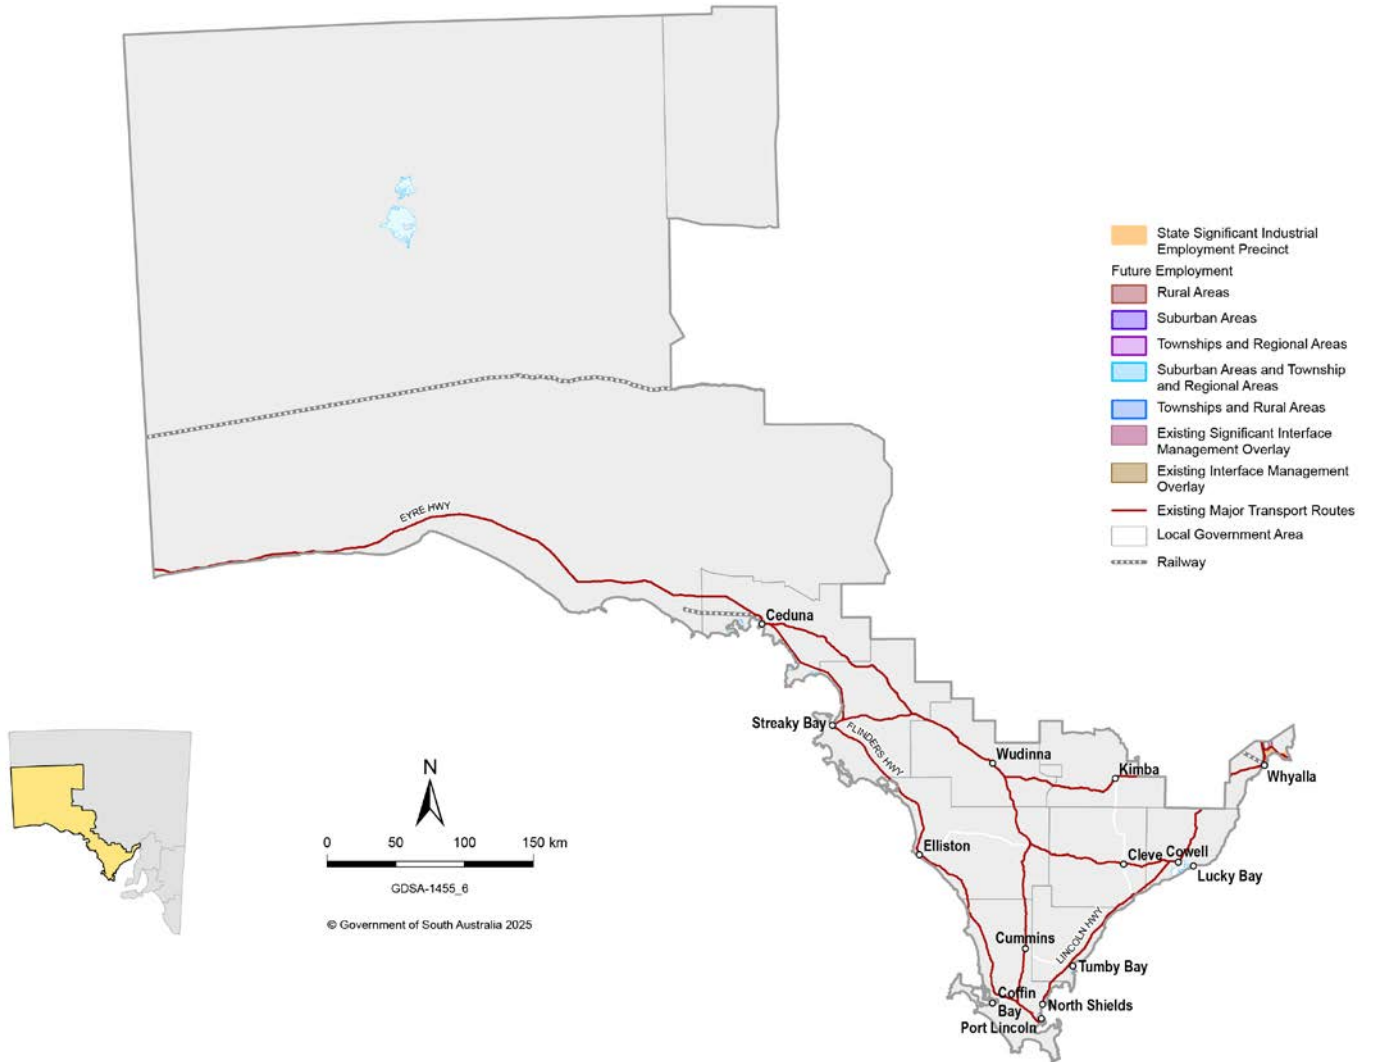 State Significant Industrial
Employment Precinct
Future Employment
Rural Areas
Suburban Areas
Townships and Regional Areas
Suburban Areas and Township
and Regional Areas
Townships and Rural Areas
Existing Significant Interface
Management Overlay
Existing Interface Management
Overlay
Existing Major Transport Routes
Local Government Area
Railway
EYRE HWY
Ceduna
Streaky Bay
FLINDERS HWY
Wudinna
Kimba
Whyalla
Elliston
Cleve
Cowell
Lucky Bay
LINCOLN HWY
Cummins
Tumby Bay
Coffin
Bay
North Shields
Port Lincoln
N
0 50 100 150 km
GDSA-1455_6
© Government of South Australia 2025